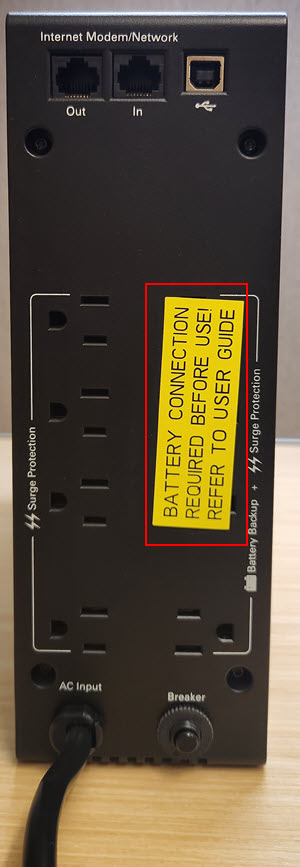 Internet Modem/Network
Out
In
BATTERY CONNECTION
REQUIRED BEFORE USE!
REFER TO USER GUIDE
Surge Protection
Battery Backup + Surge Protection
AC Input
Breaker